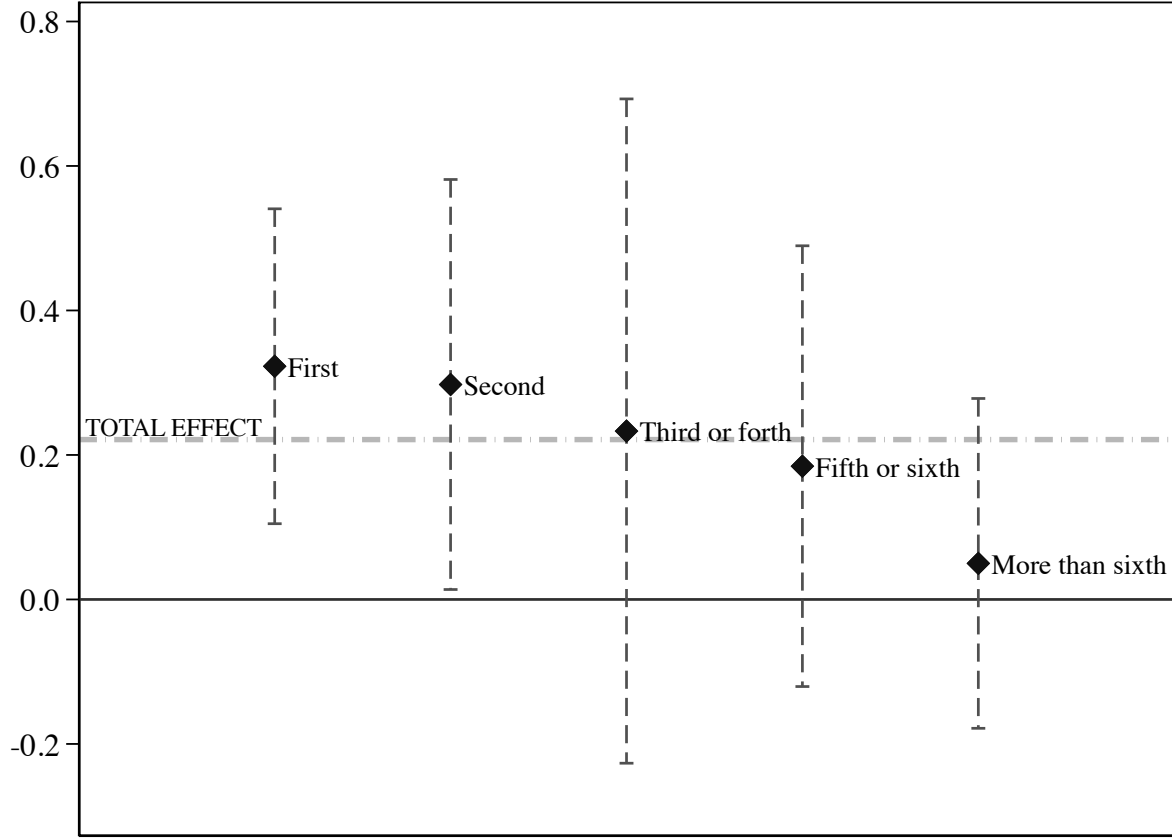 0.8
0.6
0.4
First
Second
TOTAL EFFECT
Third or forth
0.2
Fifth or sixth
More than sixth
0.0
-0.2